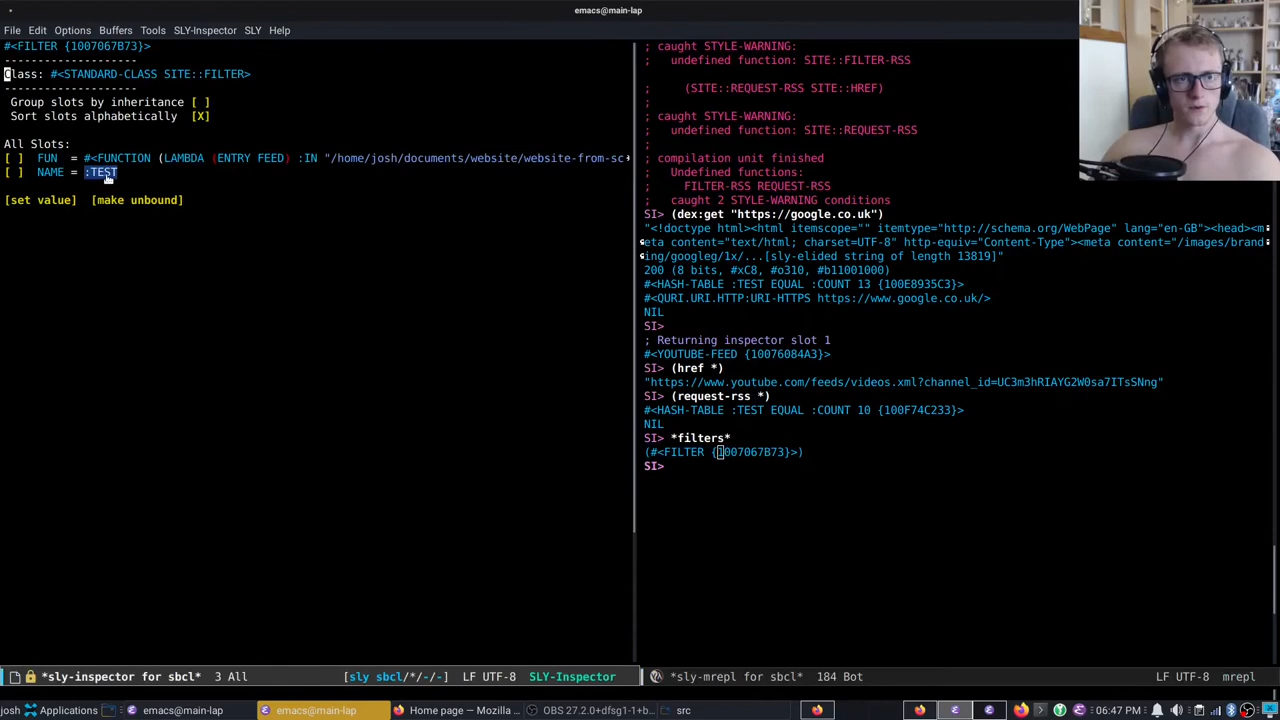 emacs@main-lap
File Edit Options Buffers Tools SLY-Inspector SLY Help
#<FILTER {1007067B73}>
--------------------
Class: #<STANDARD-CLASS SITE::FILTER>
--------------------
Group slots by inheritance [ ]
Sort slots alphabetically [X]
All Slots:
[ ] FUN = #<FUNCTION (LAMBDA (ENTRY FEED) :IN "/home/josh/documents/website/website-from-sc
[ ] NAME = :TEST
[set value] [make unbound]
*sly-inspector for sbcl* 3 All [sly sbcl/*/-/-] LF UTF-8 SLY-Inspector
; caught STYLE-WARNING:
; undefined function: SITE::FILTER-RSS
; (SITE::REQUEST-RSS SITE::HREF)
;
; caught STYLE-WARNING:
; undefined function: SITE::REQUEST-RSS
;
; compilation unit finished
; Undefined functions:
; FILTER-RSS REQUEST-RSS
; caught 2 STYLE-WARNING conditions
SI> (dex:get "https://google.co.uk")
"<!doctype html><html itemscope="" itemtype="http://schema.org/WebPage" lang="en-GB"><head><m
eta content="text/html; charset=UTF-8" http-equiv="Content-Type"><meta content="/images/brand
ing/googleg/1x/...[sly-elided string of length 13819]"
200 (8 bits, #xC8, #o310, #b11001000)
#<HASH-TABLE :TEST EQUAL :COUNT 13 {100E8935C3}>
#<QURI.URI.HTTP:URI-HTTPS https://www.google.co.uk/>
NIL
SI>
; Returning inspector slot 1
#<YOUTUBE-FEED {10076084A3}>
SI> (href *)
"https://www.youtube.com/feeds/videos.xml?channel_id=UC3m3hRIAYG2W0sa7ITsSNng"
SI> (request-rss *)
#<HASH-TABLE :TEST EQUAL :COUNT 10 {100F74C233}>
NIL
SI> *filters*
(#<FILTER {1007067B73}>)
SI>
*sly-mrepl for sbcl* 184 Bot LF UTF-8 mrepl
josh Applications emacs@main-lap emacs@main-lap Home page — Mozilla ... OBS 27.2.0+dfsg1-1+b... src 06:47 PM